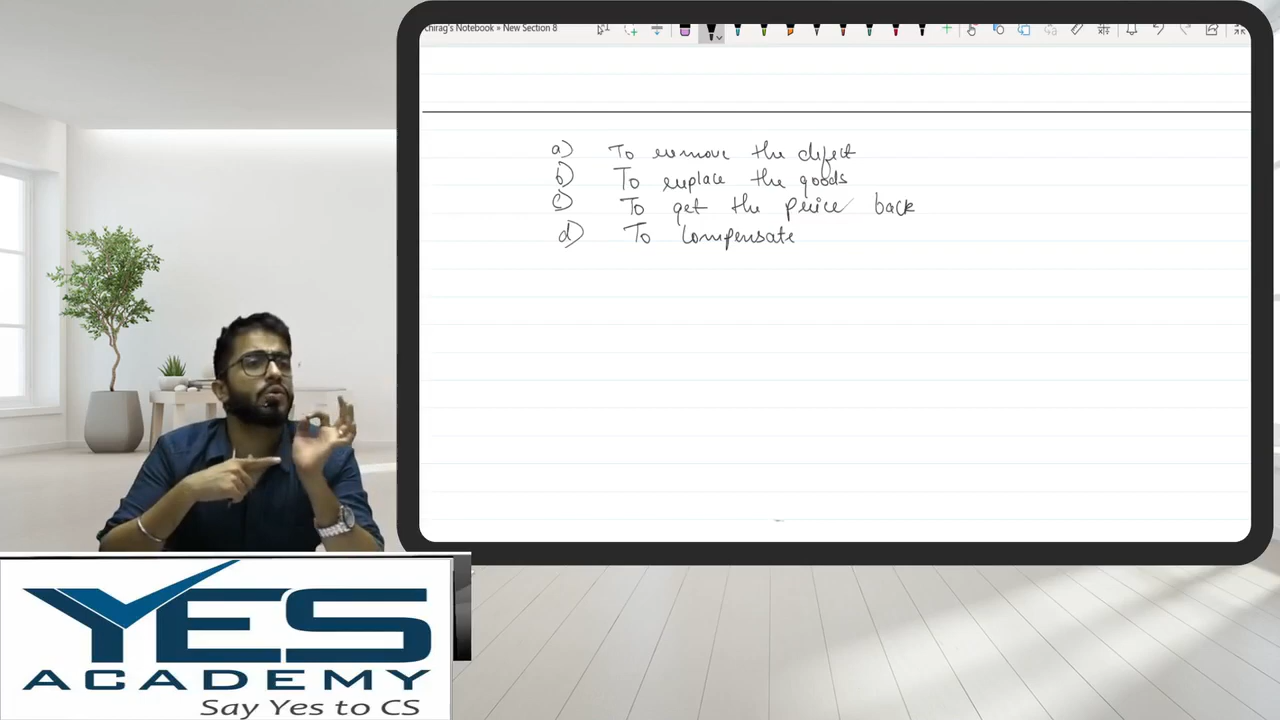 chirag's Notebook » New Section 8
a) To remove the defect
b) To replace the goods
c) To get the price back
d) To compensate
YES
ACADEMY
Say Yes to CS